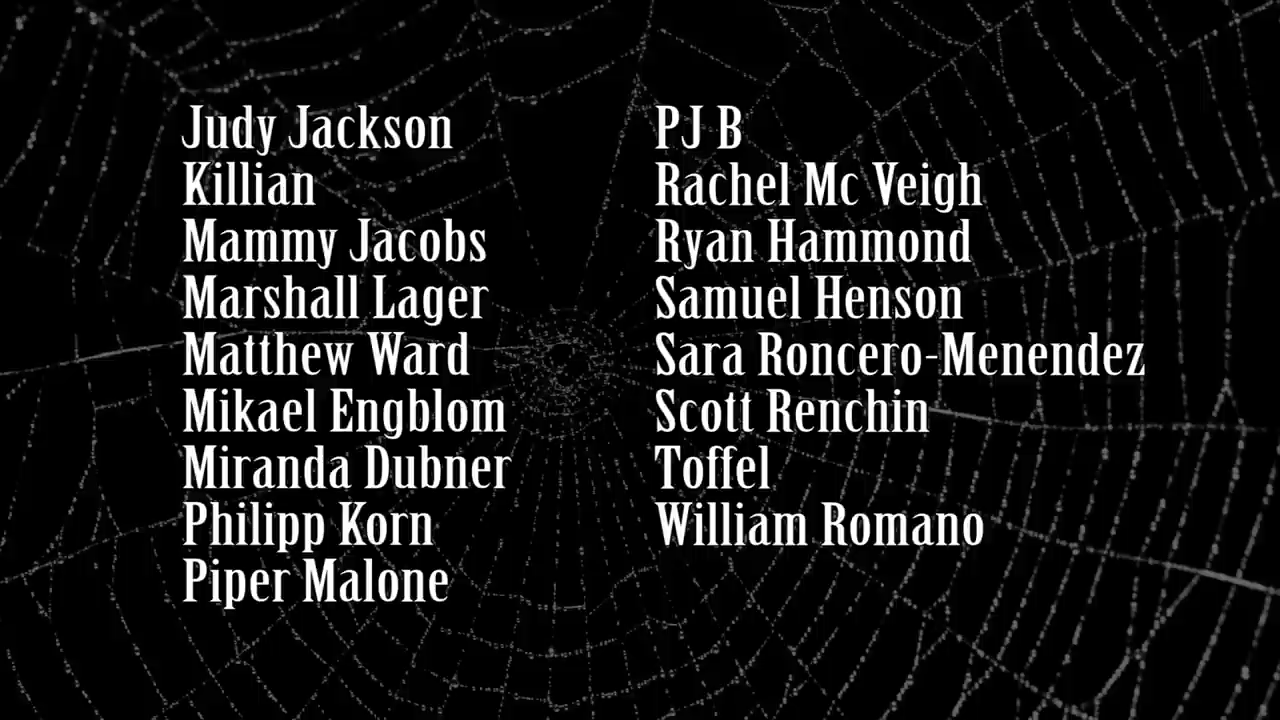 Judy Jackson
Killian
Mammy Jacobs
Marshall Lager
Matthew Ward
Mikael Engblom
Miranda Dubner
Philipp Korn
Piper Malone
PJ B
Rachel Mc Veigh
Ryan Hammond
Samuel Henson
Sara Roncero-Menendez
Scott Renchin
Toffel
William Romano